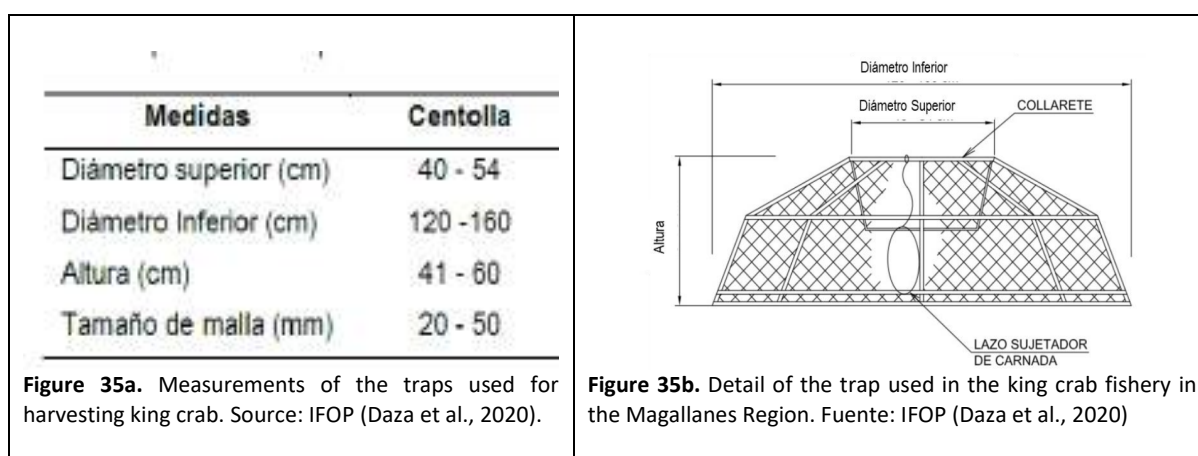 Medidas Centolla
Diámetro superior (cm) 40 - 54
Diámetro Inferior (cm) 120 -160
Altura (cm) 41 - 60
Tamaño de malla (mm) 20 - 50
Figure 35a. Measurements of the traps used for
harvesting king crab. Source: IFOP (Daza et al., 2020).
Diámetro Inferior
Diámetro Superior
COLLARETE
Altura
LAZO SUJETADOR
DE CARNADA
Figure 35b. Detail of the trap used in the king crab fishery in
the Magallanes Region. Fuente: IFOP (Daza et al., 2020)